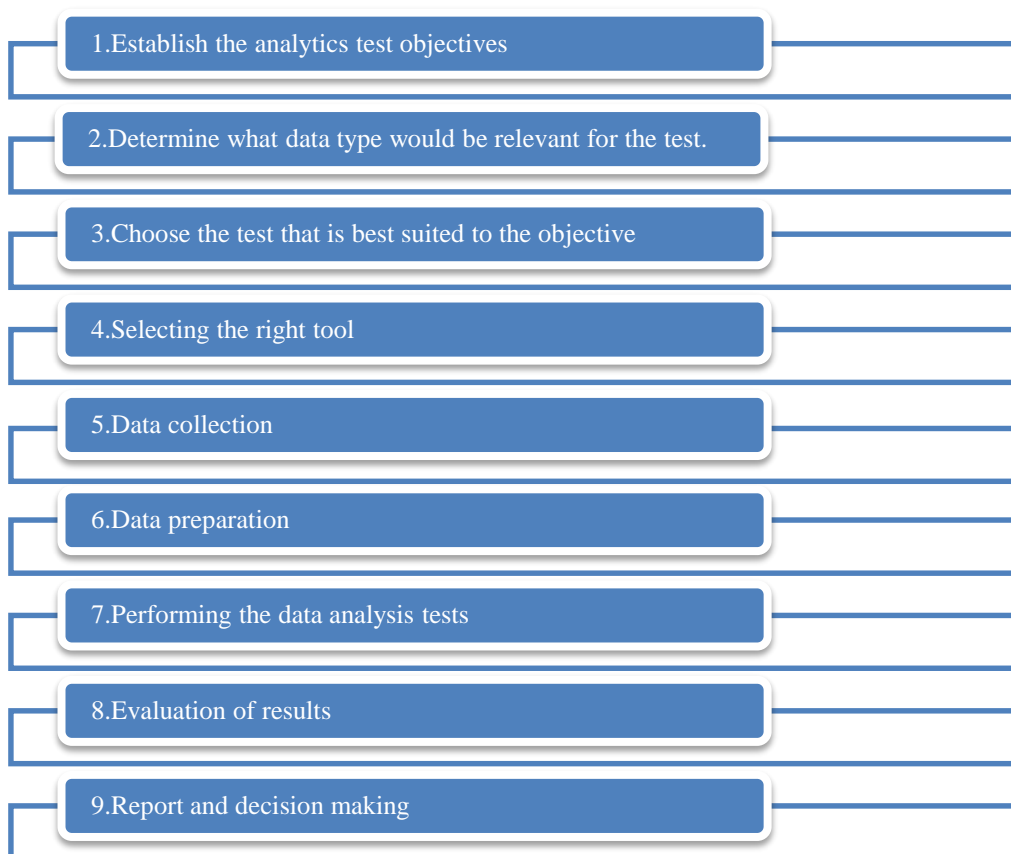 1.Establish the analytics test objectives
2.Determine what data type would be relevant for the test.
3.Choose the test that is best suited to the objective
4.Selecting the right tool
5.Data collection
6.Data preparation
7.Performing the data analysis tests
8.Evaluation of results
9.Report and decision making